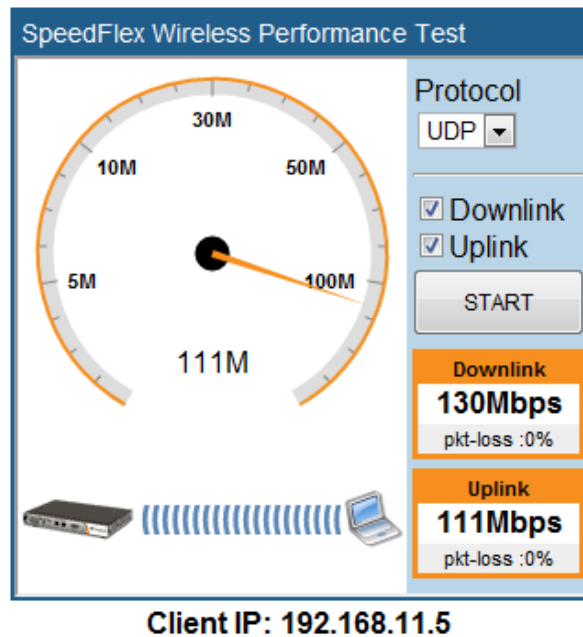 SpeedFlex Wireless Performance Test
30M
10M
50M
5M
100M
111M
Protocol
UDP
Downlink
Uplink
START
Downlink
130Mbps
pkt-loss :0%
Uplink
111Mbps
pkt-loss :0%
Client IP: 192.168.11.5